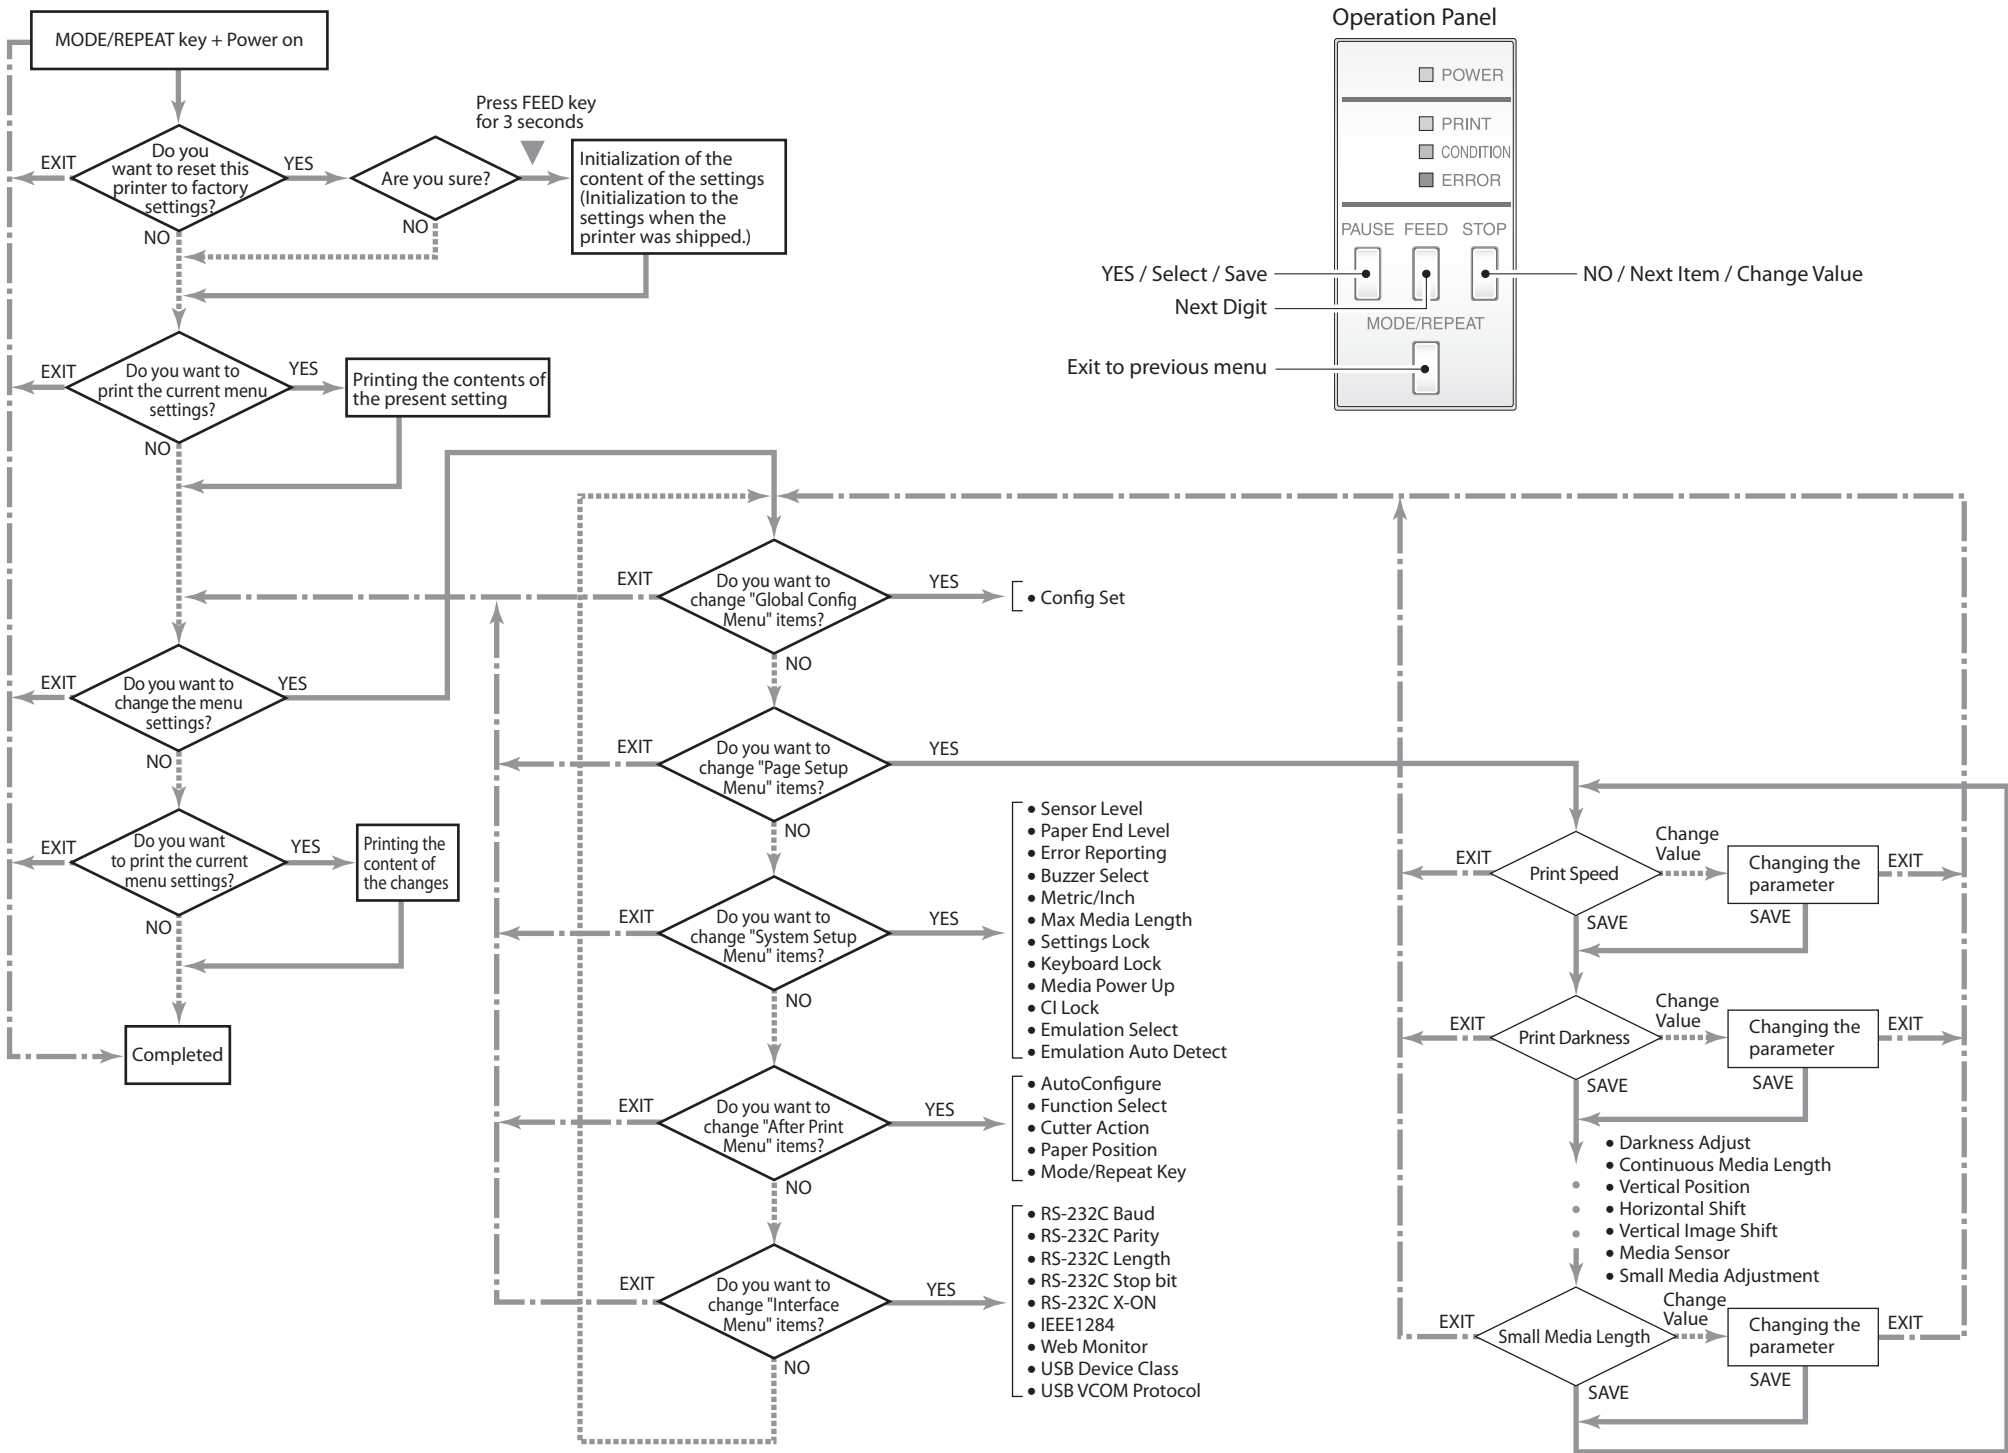 Operation Panel
POWER
PRINT
CONDITION
ERROR
PAUSE FEED STOP
YES / Select / Save
NO / Next Item / Change Value
Next Digit
MODE/REPEAT
Exit to previous menu
MODE/REPEAT key + Power on
Do you
want to reset this
printer to factory
settings?
EXIT
YES
NO
Are you sure?
NO
Press FEED key
for 3 seconds
Initialization of the
content of the settings
(Initialization to the
settings when the
printer was shipped.)
Do you want to
print the current menu
settings?
EXIT
YES
NO
Printing the contents of
the present setting
Do you want to
change the menu
settings?
EXIT
YES
NO
Do you want
to print the current
menu settings?
EXIT
YES
NO
Printing the
content of
the changes
Completed
Do you want to
change "Global Config
Menu" items?
EXIT
YES
NO
• Config Set
Do you want to
change "Page Setup
Menu" items?
EXIT
YES
NO
Do you want to
change "System Setup
Menu" items?
EXIT
YES
NO
• Sensor Level
• Paper End Level
• Error Reporting
• Buzzer Select
• Metric/Inch
• Max Media Length
• Settings Lock
• Keyboard Lock
• Media Power Up
• CI Lock
• Emulation Select
• Emulation Auto Detect
Do you want to
change "After Print
Menu" items?
EXIT
YES
NO
• AutoConfigure
• Function Select
• Cutter Action
• Paper Position
• Mode/Repeat Key
Do you want to
change "Interface
Menu" items?
EXIT
YES
NO
• RS-232C Baud
• RS-232C Parity
• RS-232C Length
• RS-232C Stop bit
• RS-232C X-ON
• IEEE1284
• Web Monitor
• USB Device Class
• USB VCOM Protocol
Print Speed
EXIT
Change
Value
SAVE
Changing the
parameter
EXIT
SAVE
Print Darkness
EXIT
Change
Value
SAVE
Changing the
parameter
EXIT
SAVE
• Darkness Adjust
• Continuous Media Length
• Vertical Position
• Horizontal Shift
• Vertical Image Shift
• Media Sensor
• Small Media Adjustment
Small Media Length
EXIT
Change
Value
SAVE
Changing the
parameter
EXIT
SAVE